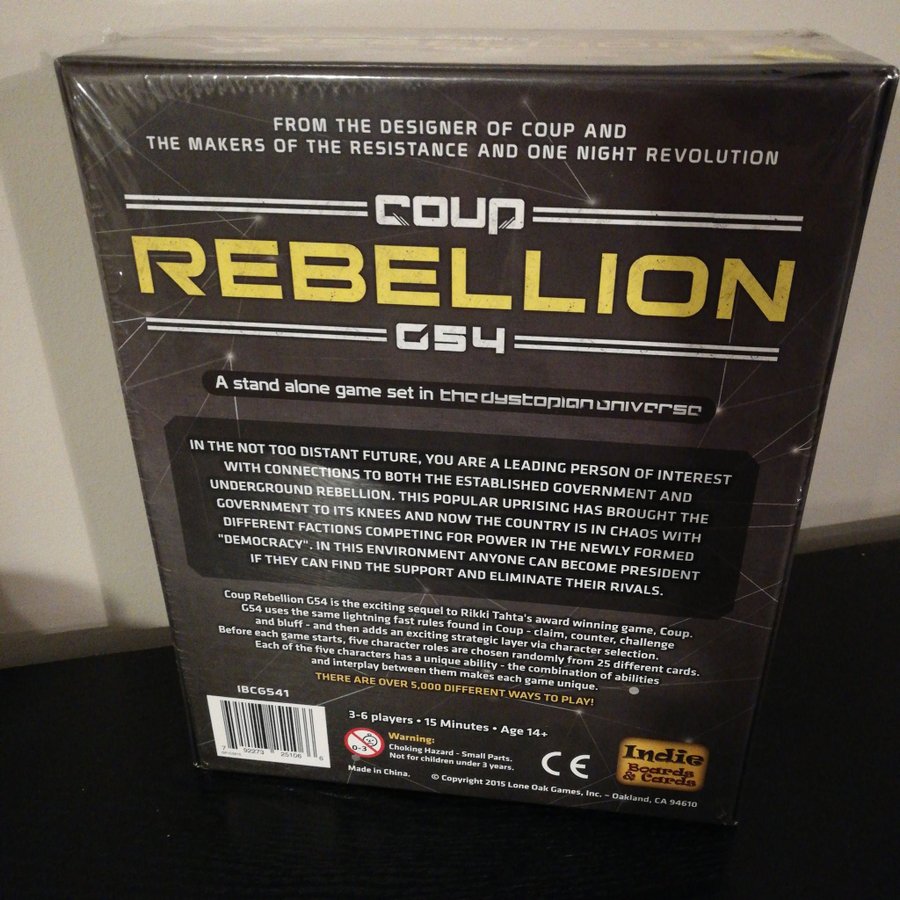 FROM THE DESIGNER OF COUP AND
THE MAKERS OF THE RESISTANCE AND ONE NIGHT REVOLUTION
COUP
REBELLION
G54
A stand alone game set in the dystopian universe
IN THE NOT TOO DISTANT FUTURE, YOU ARE A LEADING PERSON OF INTEREST
WITH CONNECTIONS TO BOTH THE ESTABLISHED GOVERNMENT AND
UNDERGROUND REBELLION. THIS POPULAR UPRISING HAS BROUGHT THE
GOVERNMENT TO ITS KNEES AND NOW THE COUNTRY IS IN CHAOS WITH
DIFFERENT FACTIONS COMPETING FOR POWER IN THE NEWLY FORMED
"DEMOCRACY". IN THIS ENVIRONMENT ANYONE CAN BECOME PRESIDENT
IF THEY CAN FIND THE SUPPORT AND ELIMINATE THEIR RIVALS.
Coup Rebellion G54 is the exciting sequel to Rikki Tahta's award winning game, Coup.
G54 uses the same lightning fast rules found in Coup - claim, counter, challenge
and bluff - and then adds an exciting strategic layer via character selection.
Before each game starts, five character roles are chosen randomly from 25 different cards.
Each of the five characters has a unique ability - the combination of abilities
and interplay between them makes each game unique.
THERE ARE OVER 5,000 DIFFERENT WAYS TO PLAY!
IBCG541
7 92273 25106 6
3-6 players • 15 Minutes • Age 14+
0-3
Warning:
Choking Hazard - Small Parts.
Not for children under 3 years.
CE
Made in China.
© Copyright 2015 Lone Oak Games, Inc. - Oakland, CA 94610
Indie
Boards
& Cards